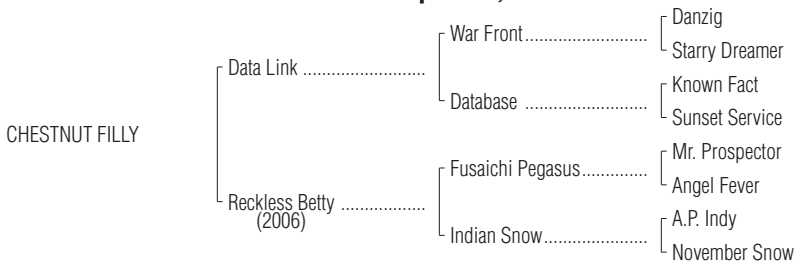 CHESTNUT FILLY
Data Link ...........................
Reckless Betty ..................
(2006)
War Front...........................
Database ...........................
Fusaichi Pegasus..............
Indian Snow.......................
Danzig
Starry Dreamer
Known Fact
Sunset Service
Mr. Prospector
Angel Fever
A.P. Indy
November Snow